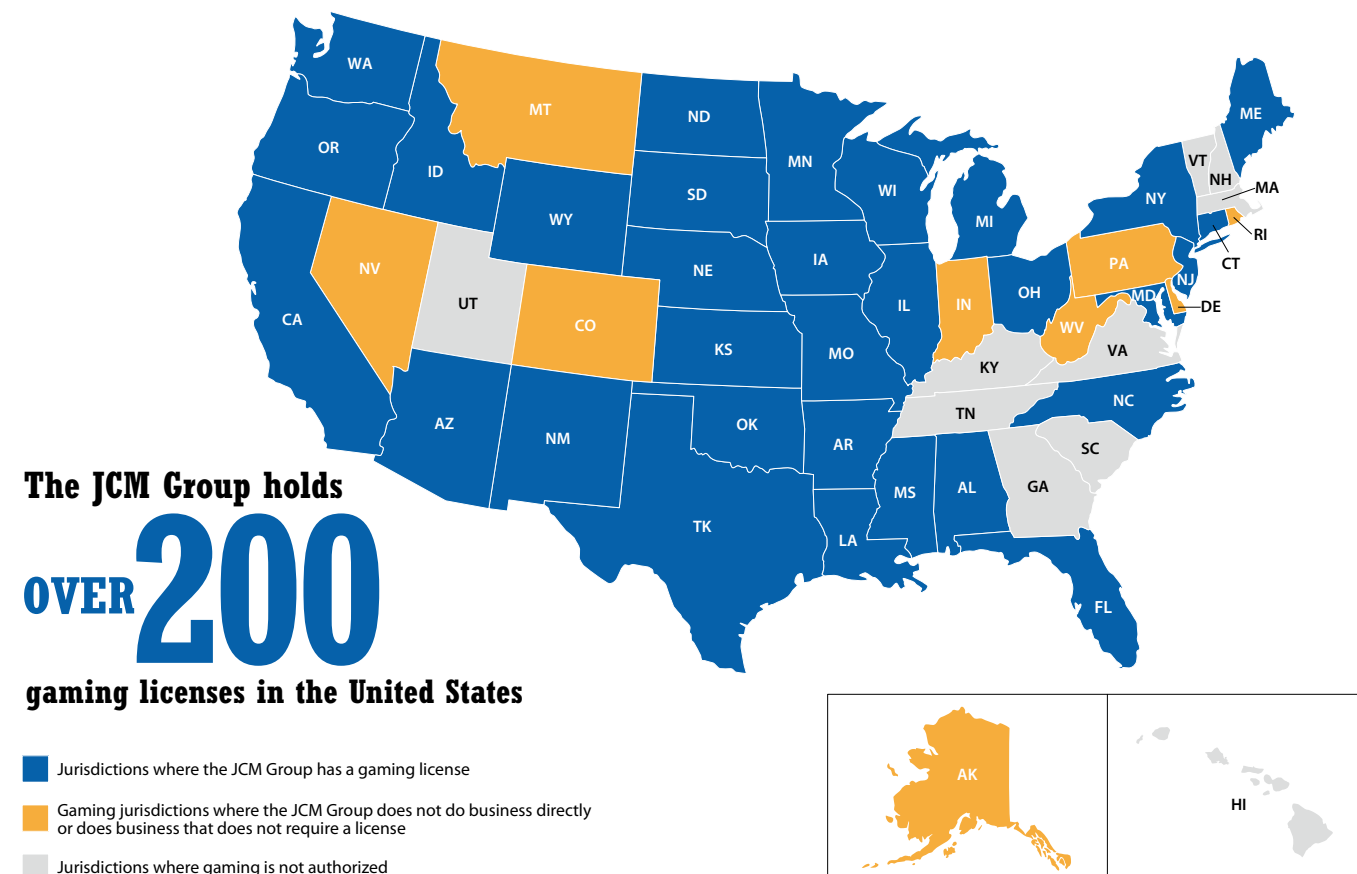 WA
MT
ND
ME
OR
ID
MN
VT
NH
MA
SD
WI
NY
WY
MI
RI
NV
NE
IA
PA
CT
UT
IL
IN
OH
NJ
MD
DE
CA
CO
WV
KS
MO
KY
VA
AZ
NM
OK
AR
TN
NC
SC
MS
AL
GA
TK
LA
FL
The JCM Group holds
OVER 200
gaming licenses in the United States
Jurisdictions where the JCM Group has a gaming license
Gaming jurisdictions where the JCM Group does not do business directly
or does business that does not require a license
Jurisdictions where gaming is not authorized
AK
HI